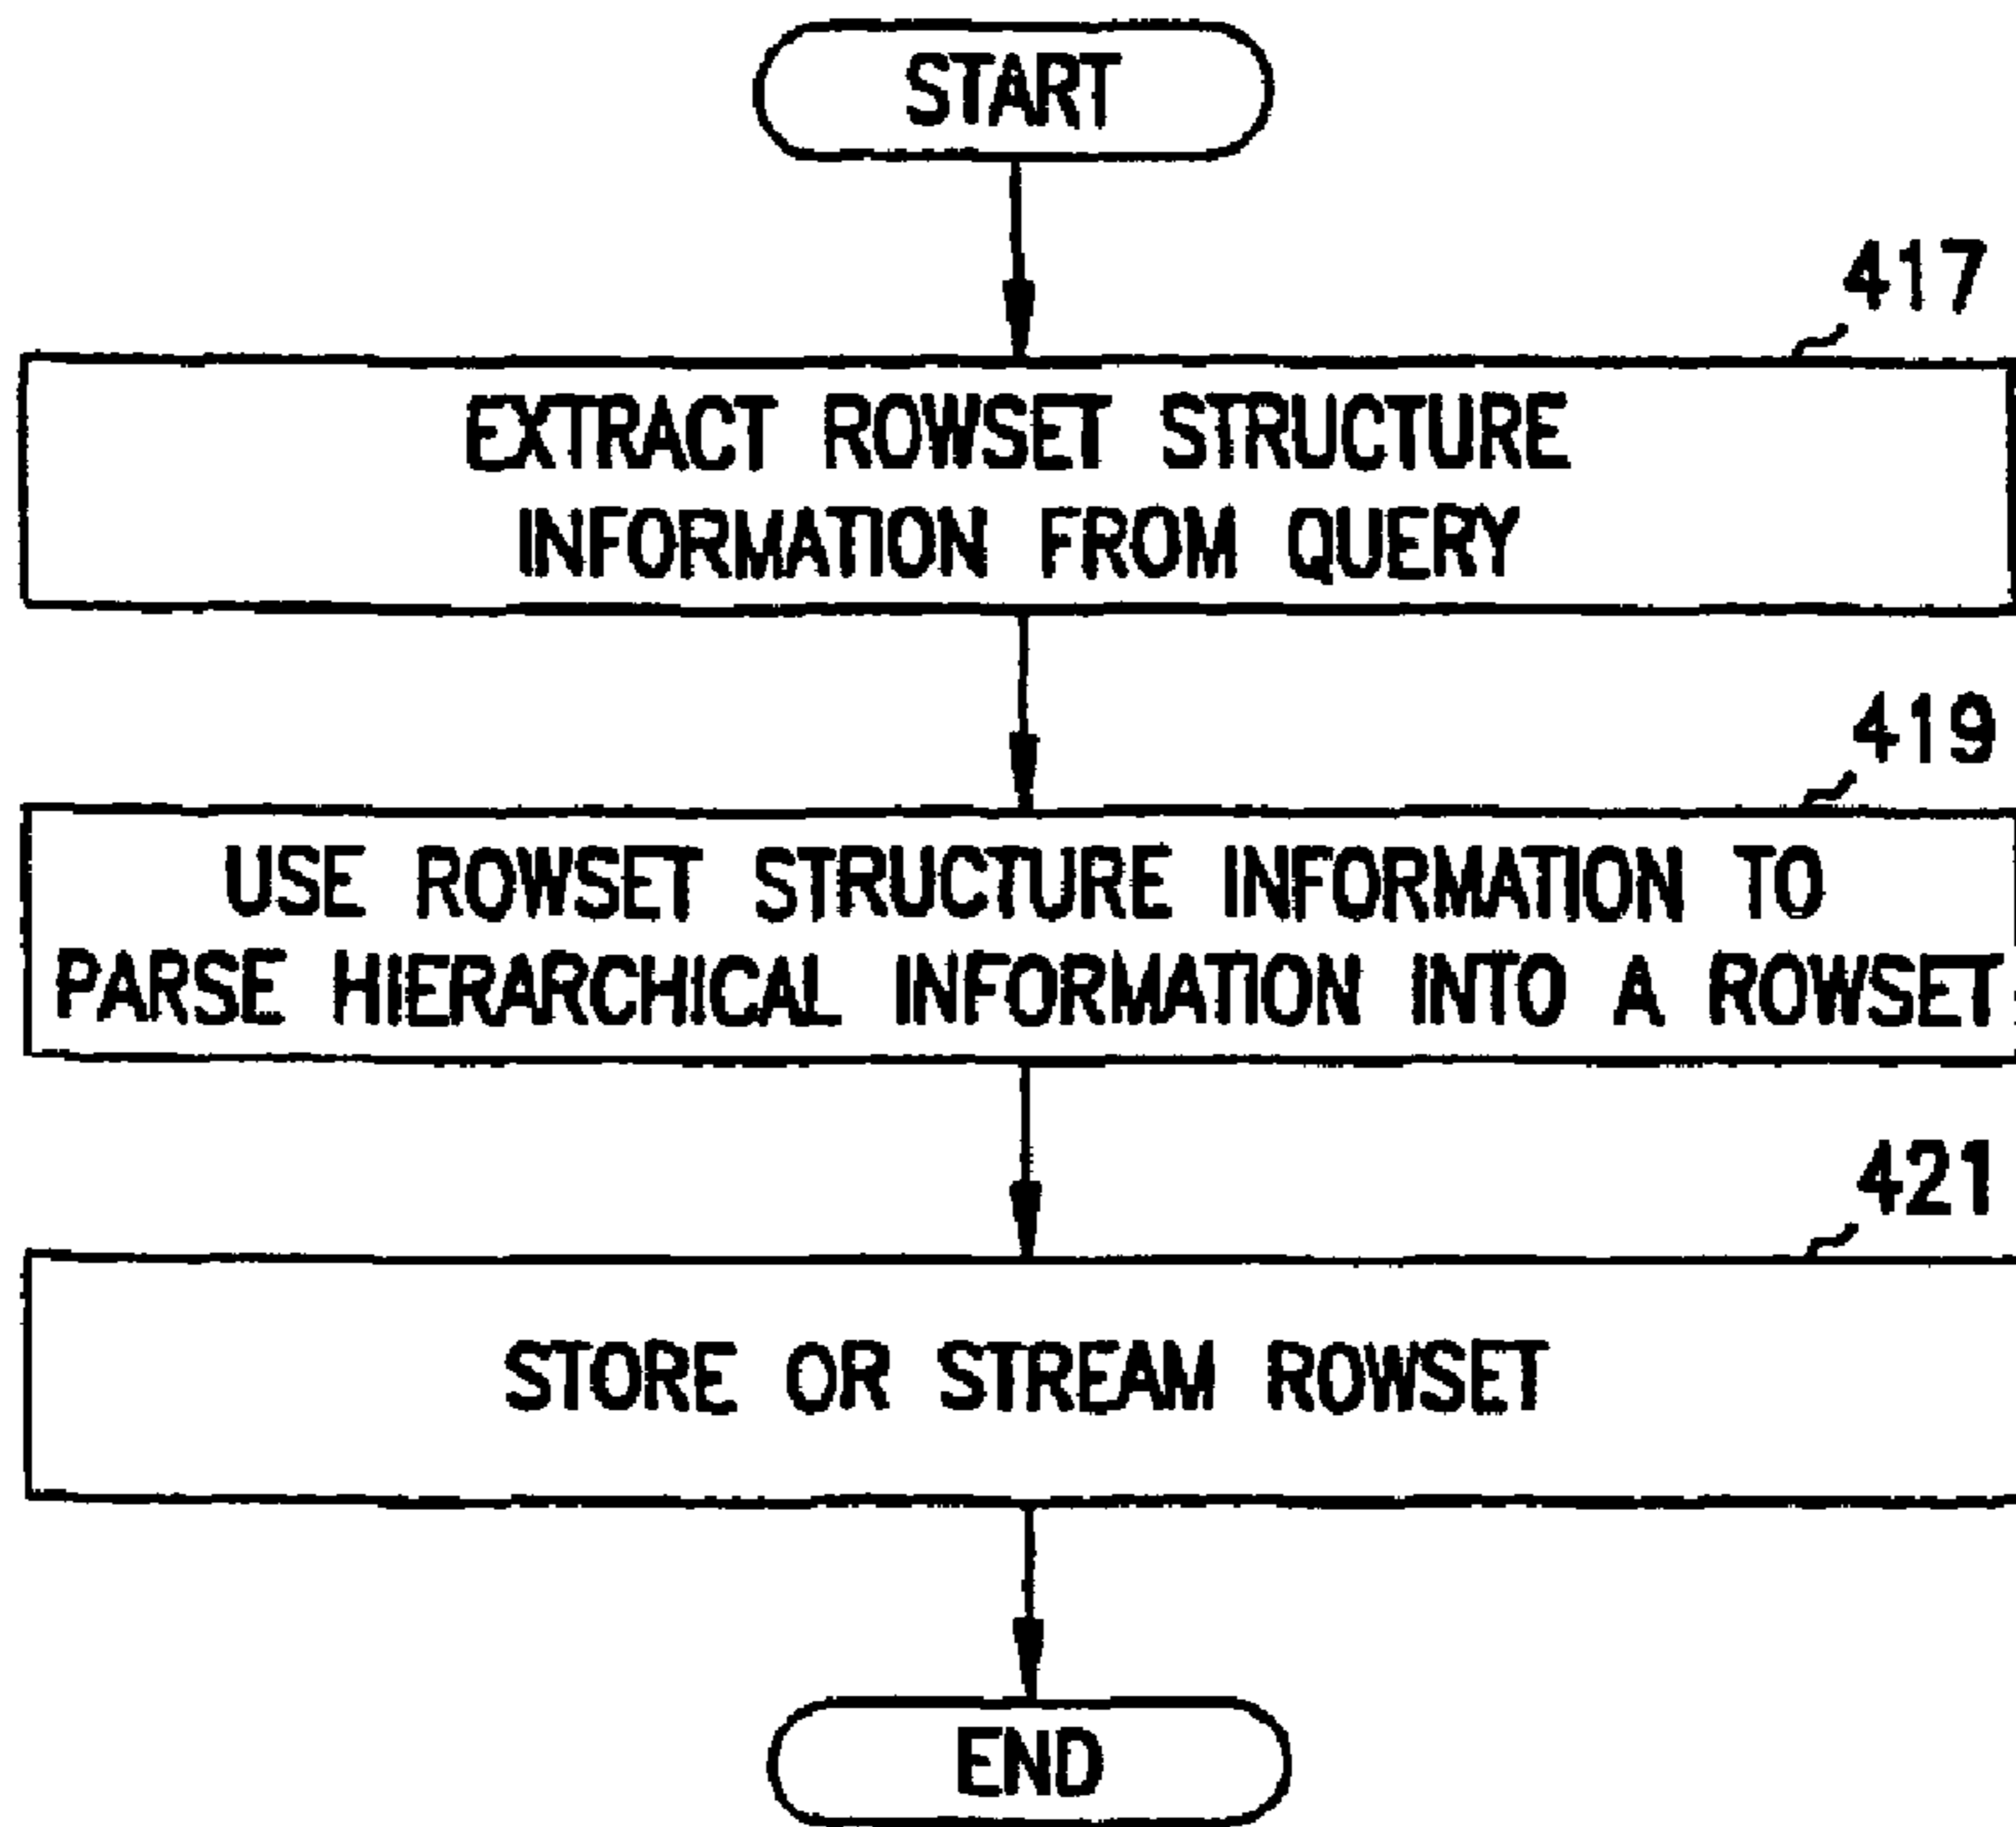 START
417
EXTRACT ROWSET STRUCTURE
INFORMATION FROM QUERY
419
USE ROWSET STRUCTURE INFORMATION TO
PARSE HIERARCHICAL INFORMATION INTO A ROWSET.
421
STORE OR STREAM ROWSET
END